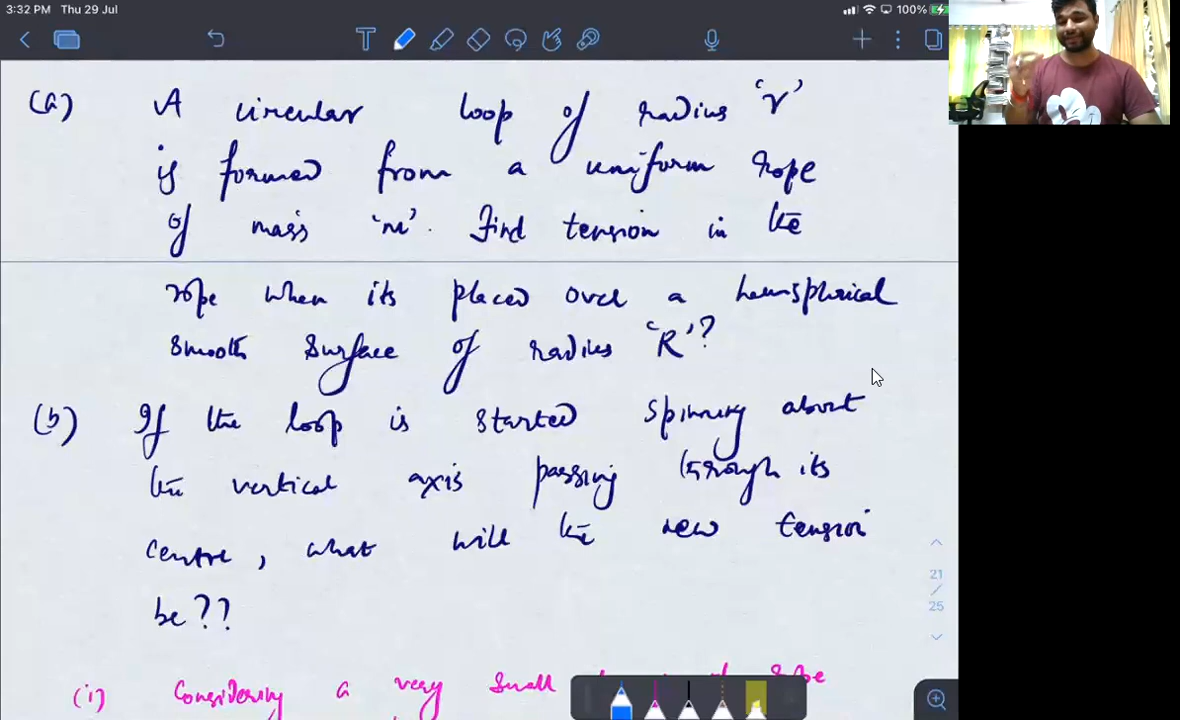 3:32 PM Thu 29 Jul 100%
(a) A circular loop of radius 'r'
is formed from a uniform rope
of mass 'm'. Find tension in the
rope when its placed over a hemispherical
smooth surface of radius 'R'?
(b) If the loop is started spinning about
the vertical axis passing through its
centre, what will the new tension
be??
21
/
25
(i) Considering a very small